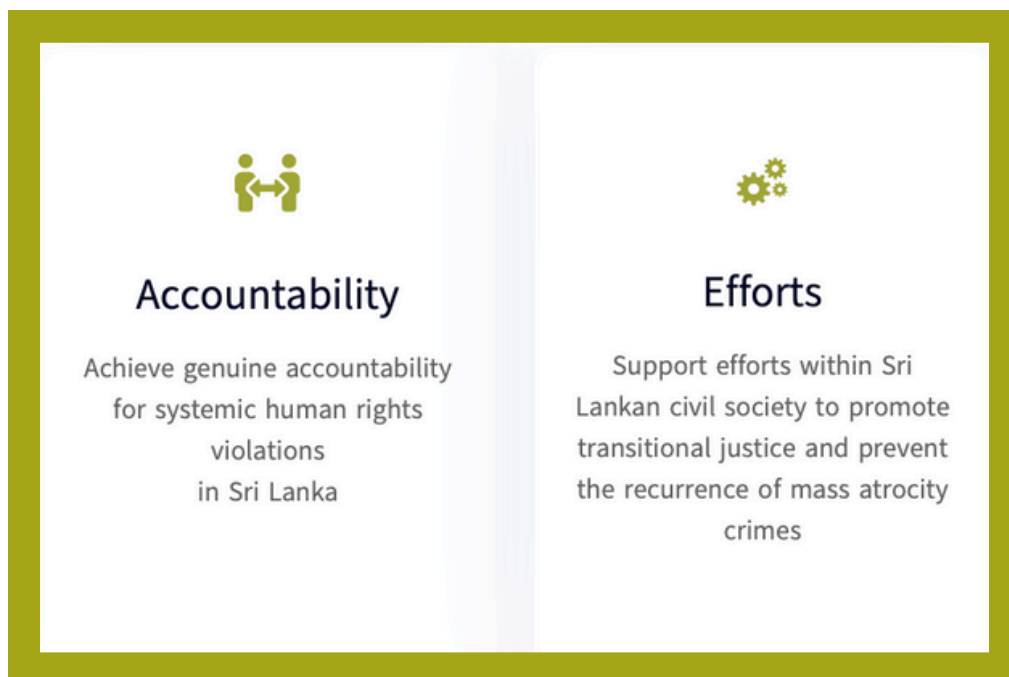 Accountability
Achieve genuine accountability
for systemic human rights
violations
in Sri Lanka
Efforts
Support efforts within Sri
Lankan civil society to promote
transitional justice and prevent
the recurrence of mass atrocity
crimes